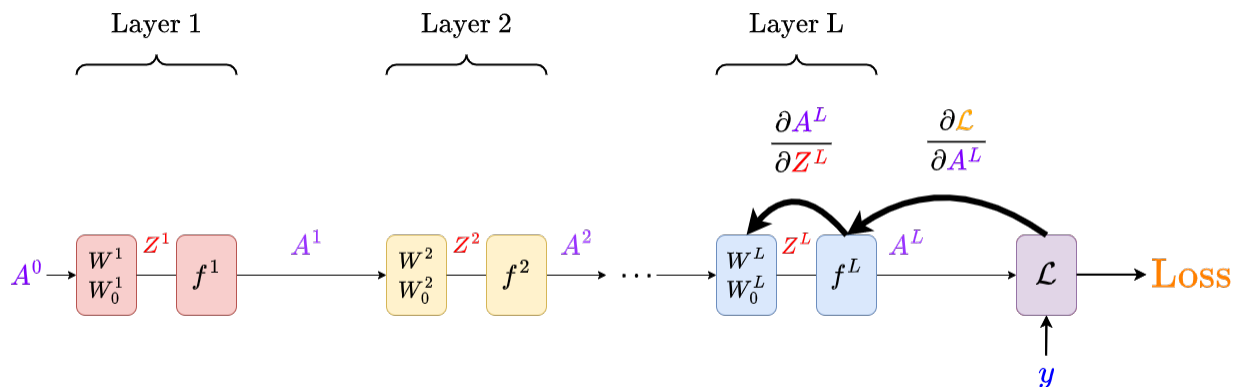 Layer 1
Layer 2
Layer L
∂A^L
∂Z^L
∂ℒ
∂A^L
A^0
W^1
W_0^1
Z^1
f^1
A^1
W^2
W_0^2
Z^2
f^2
A^2
...
W^L
W_0^L
Z^L
f^L
A^L
ℒ
Loss
y